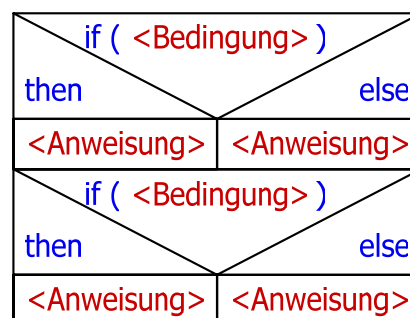 if ( <Bedingung> )
then else
<Anweisung> <Anweisung>
if ( <Bedingung> )
then else
<Anweisung> <Anweisung>